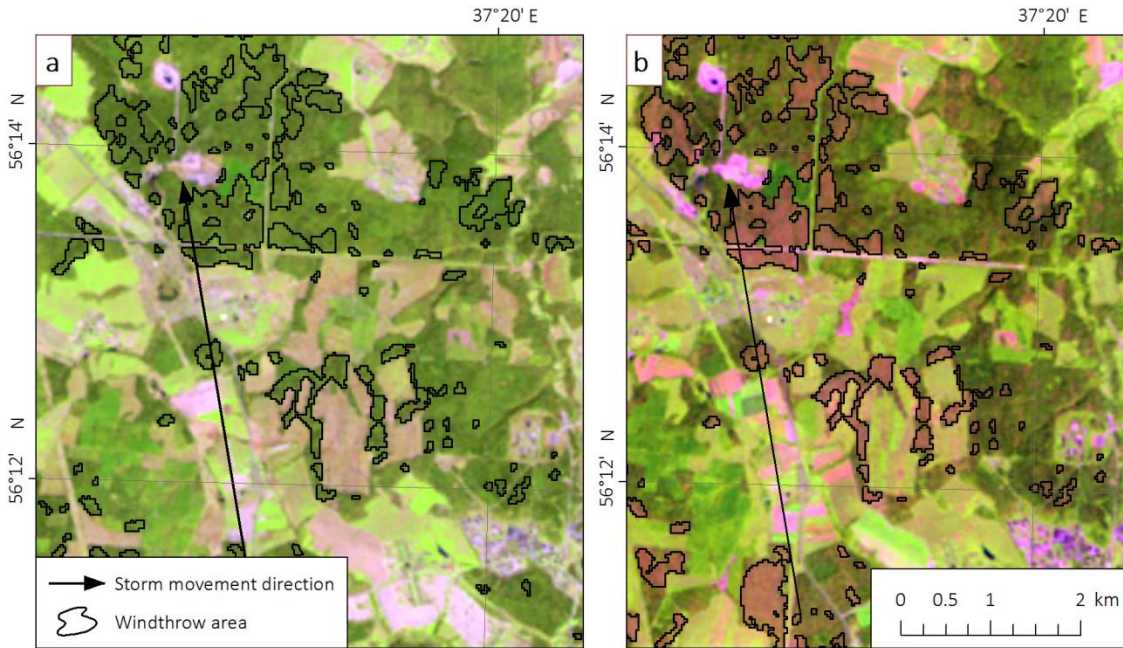 37°20' E
37°20' E
a
b
56°14' N
56°14' N
56°12' N
56°12' N
Storm movement direction
Windthrow area
0 0.5 1 2 km